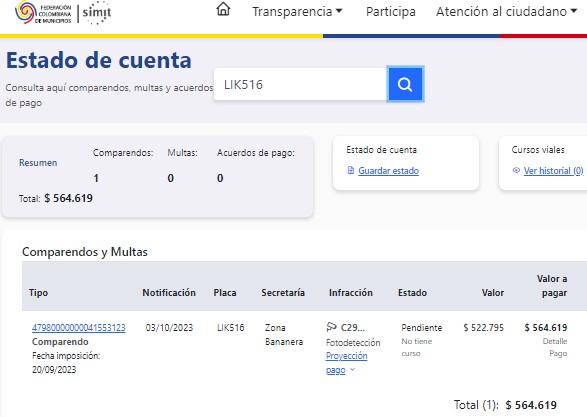 FEDERACIÓN
COLOMBIANA
DE MUNICIPIOS
simit
Transparencia
Participa
Atención al ciudadano
Estado de cuenta
Consulta aquí comparendos, multas y acuerdos
de pago
LIK516
Resumen
Comparendos:
Multas:
Acuerdos de pago:
1
0
0
Total: $ 564.619
Estado de cuenta
Guardar estado
Cursos viales
Ver historial (0)
Comparendos y Multas
Tipo
Notificación
Placa
Secretaría
Infracción
Estado
Valor
Valor a
pagar
47980000000041553123
Comparendo
Fecha imposición:
20/09/2023
03/10/2023
LIK516
Zona
Bananera
C29...
Fotodetección
Proyección
pago
Pendiente
No tiene
curso
$ 522.795
$ 564.619
Detalle
Pago
Total (1): $ 564.619